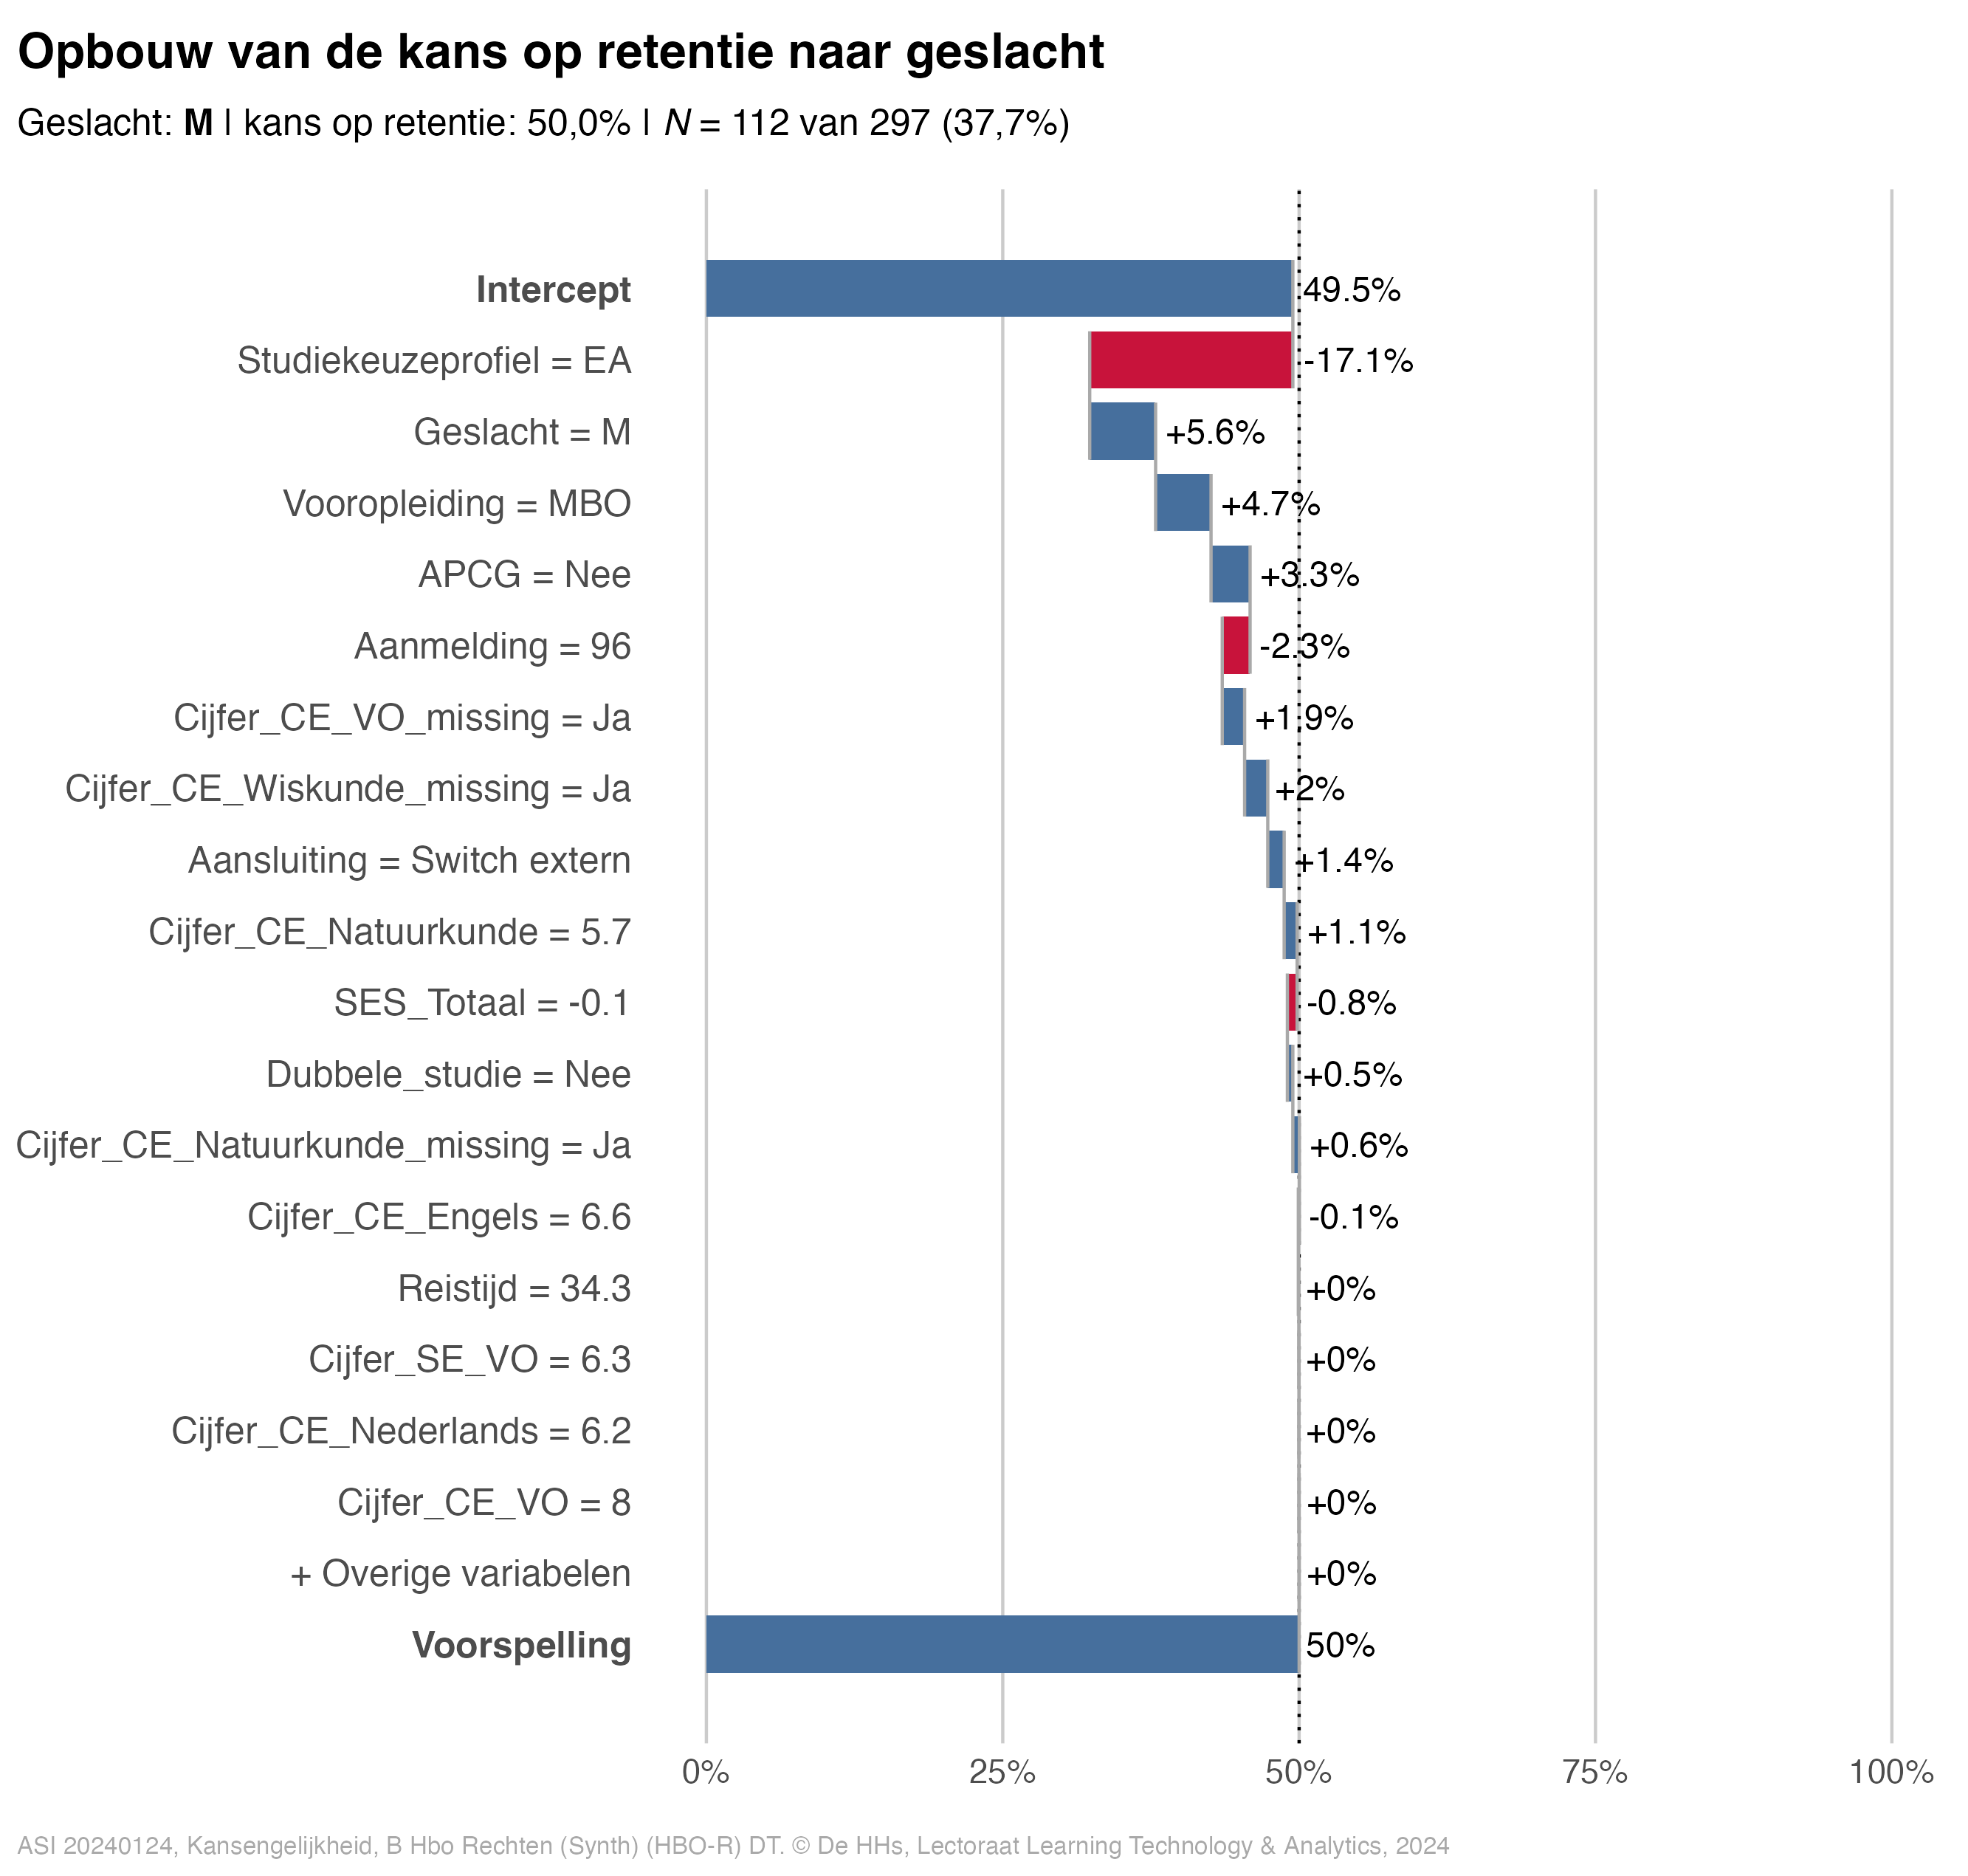 Opbouw van de kans op retentie naar geslacht
Geslacht: M | kans op retentie: 50,0% | N = 112 van 297 (37,7%)
Intercept 49.5%
Studiekeuzeprofiel = EA -17.1%
Geslacht = M +5.6%
Vooropleiding = MBO +4.7%
APCG = Nee +3.3%
Aanmelding = 96 -2.3%
Cijfer_CE_VO_missing = Ja +1.9%
Cijfer_CE_Wiskunde_missing = Ja +2%
Aansluiting = Switch extern +1.4%
Cijfer_CE_Natuurkunde = 5.7 +1.1%
SES_Totaal = -0.1 -0.8%
Dubbele_studie = Nee +0.5%
Cijfer_CE_Natuurkunde_missing = Ja +0.6%
Cijfer_CE_Engels = 6.6 -0.1%
Reistijd = 34.3 +0%
Cijfer_SE_VO = 6.3 +0%
Cijfer_CE_Nederlands = 6.2 +0%
Cijfer_CE_VO = 8 +0%
+ Overige variabelen +0%
Voorspelling 50%
0% 25% 50% 75% 100%
ASI 20240124, Kansengelijkheid, B Hbo Rechten (Synth) (HBO-R) DT. © De HHs, Lectoraat Learning Technology & Analytics, 2024